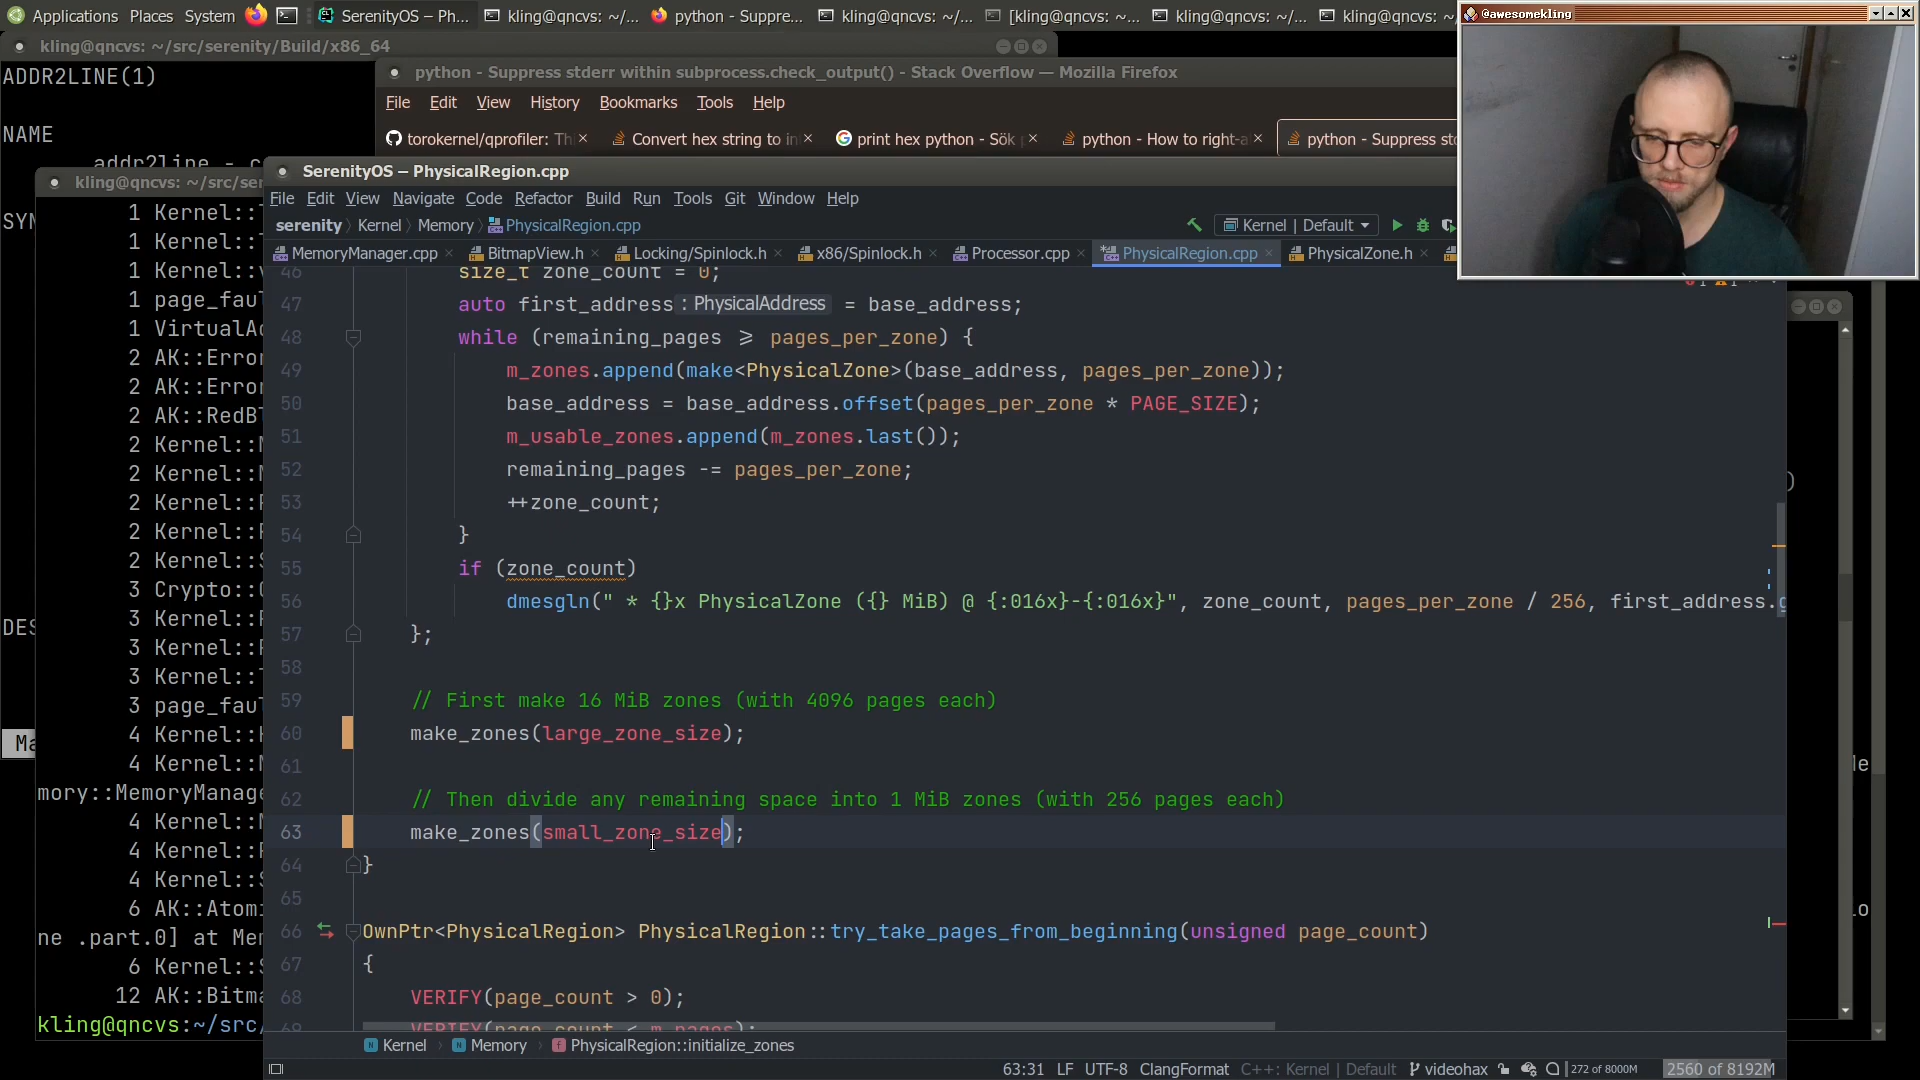 Applications Places System SerenityOS – Ph... kling@qncvs: ~/... python - Suppre... kling@qncvs: ~/... [kling@qncvs: ~... kling@qncvs: ~/... kling@qncvs: ~/
@awesomekling
kling@qncvs: ~/src/serenity/Build/x86_64
ADDR2LINE(1)
NAME
addr2line - c
SYN
DES
Ma
python - Suppress stderr within subprocess.check_output() - Stack Overflow — Mozilla Firefox
File Edit View History Bookmarks Tools Help
torokernel/qprofiler: Th Convert hex string to in print hex python - Sök python - How to right-a python - Suppress std
kling@qncvs: ~/src/ser
1 Kernel::T
1 Kernel::T
1 Kernel::v
1 page_faul
1 VirtualAd
2 AK::Error
2 AK::Error
2 AK::RedBl
2 Kernel::M
2 Kernel::M
2 Kernel::P
2 Kernel::P
2 Kernel::S
3 Crypto::C
3 Kernel::
3 Kernel::
3 Kernel::T
3 page_faul
4 Kernel::
4 Kernel::M
mory::MemoryManage
4 Kernel::M
4 Kernel::P
4 Kernel::S
6 AK::Atomi
ne .part.0] at Mem
6 Kernel::S
12 AK::Bitma
kling@qncvs:~/src/
SerenityOS – PhysicalRegion.cpp
File Edit View Navigate Code Refactor Build Run Tools Git Window Help
serenity Kernel Memory PhysicalRegion.cpp Kernel | Default
MemoryManager.cpp BitmapView.h Locking/Spinlock.h x86/Spinlock.h Processor.cpp PhysicalRegion.cpp PhysicalZone.h
46 size_t zone_count = 0;
47 auto first_address : PhysicalAddress = base_address;
48 while (remaining_pages >= pages_per_zone) {
49 m_zones.append(make<PhysicalZone>(base_address, pages_per_zone));
50 base_address = base_address.offset(pages_per_zone * PAGE_SIZE);
51 m_usable_zones.append(m_zones.last());
52 remaining_pages -= pages_per_zone;
53 ++zone_count;
54 }
55 if (zone_count)
56 dmesgln(" * {}x PhysicalZone ({} MiB) @ {:016x}-{:016x}", zone_count, pages_per_zone / 256, first_address.g
57 };
58
59 // First make 16 MiB zones (with 4096 pages each)
60 make_zones(large_zone_size);
61
62 // Then divide any remaining space into 1 MiB zones (with 256 pages each)
63 make_zones(small_zone_size);
64 }
65
66 OwnPtr<PhysicalRegion> PhysicalRegion::try_take_pages_from_beginning(unsigned page_count)
67 {
68 VERIFY(page_count > 0);
69 VERIFY(page_count < m_pages);
Kernel Memory PhysicalRegion::initialize_zones
63:31 LF UTF-8 ClangFormat C++: Kernel | Default videohax 272 of 8000M 2560 of 8192M